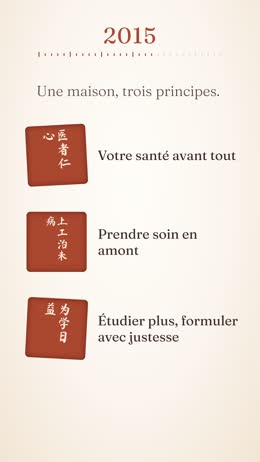 2015
Une maison, trois principes.
医者仁
心
Votre santé avant tout
上工治未
病
Prendre soin en
amont
为学日
益
Étudier plus, formuler
avec justesse